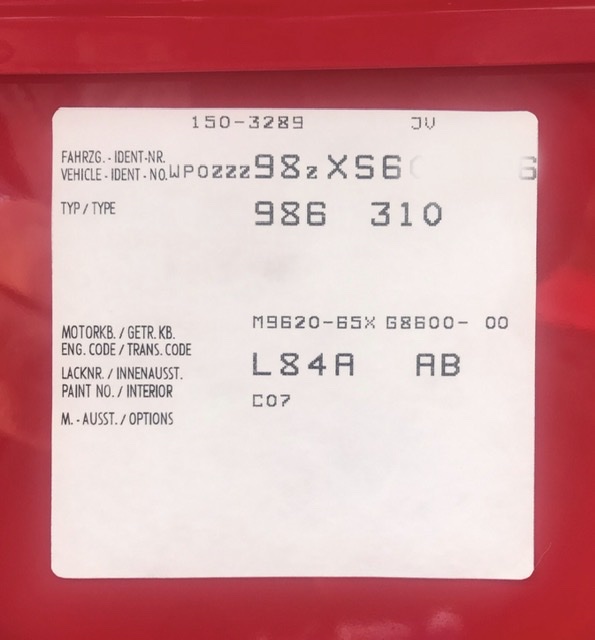 150-3289 JV
FAHRZG. - IDENT-NR.
VEHICLE - IDENT - NO. WP0ZZZ98ZXS6 6
TYP / TYPE 986 310
MOTORKB. / GETR. KB. M9620-65X G8600- 00
ENG. CODE / TRANS. CODE
LACKNR. / INNENAUSST. L84A AB
PAINT NO. / INTERIOR
C07
M. - AUSST. / OPTIONS